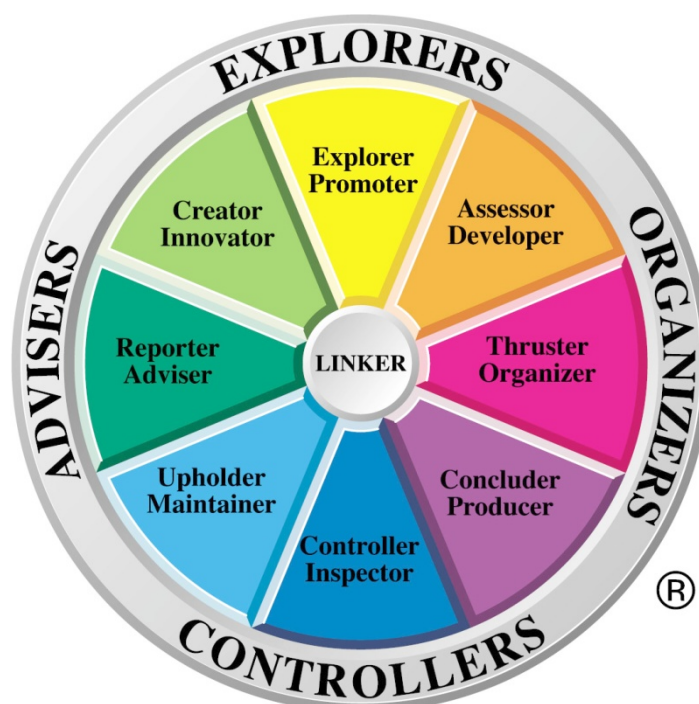 EXPLORERS
Explorer
Promoter
Assessor
Developer
ORGANIZERS
Thruster
Organizer
Concluder
Producer
Controller
Inspector
CONTROLLERS
Upholder
Maintainer
Reporter
Adviser
ADVISERS
Creator
Innovator
LINKER
®